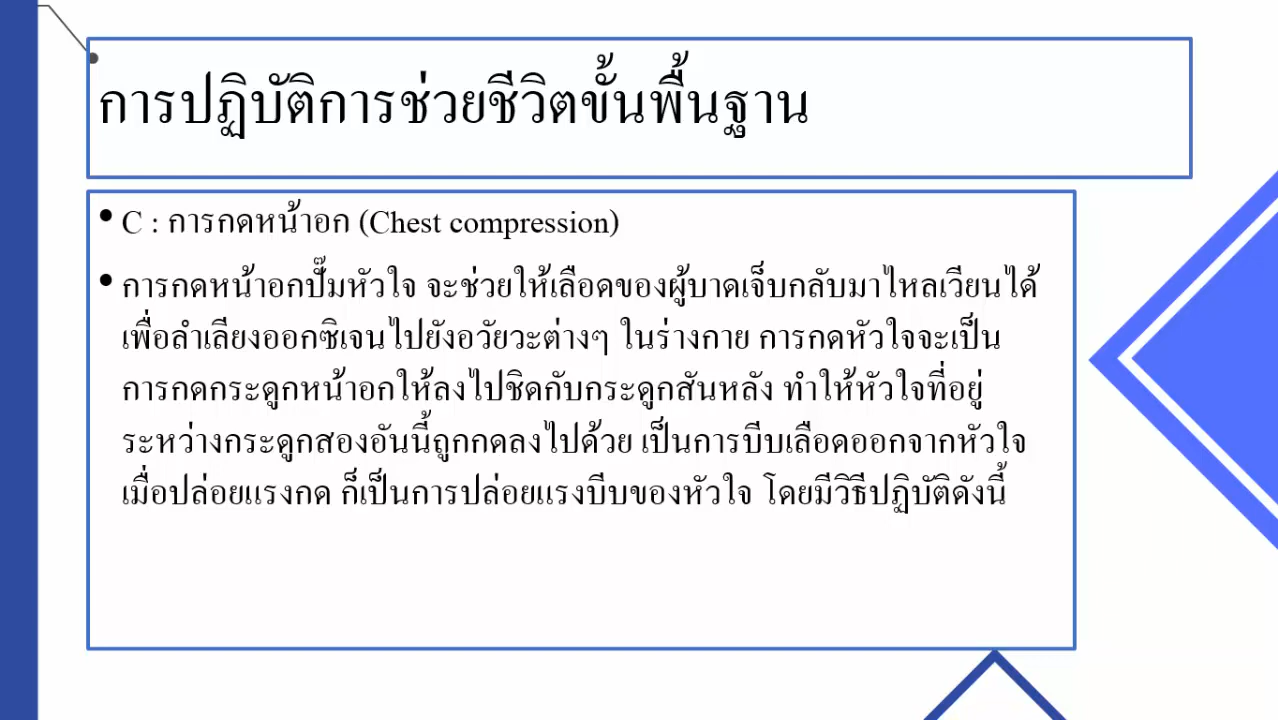 การปฏิบัติการช่วยชีวิตขั้นพื้นฐาน
• C : การกดหน้าอก (Chest compression)
• การกดหน้าอกปั๊มหัวใจ จะช่วยให้เลือดของผู้บาดเจ็บกลับมาไหลเวียนได้
เพื่อลำเลียงออกซิเจนไปยังอวัยวะต่างๆ ในร่างกาย การกดหัวใจจะเป็น
การกดกระดูกหน้าอกให้ลงไปชิดกับกระดูกสันหลัง ทำให้หัวใจที่อยู่
ระหว่างกระดูกสองอันนี้ถูกกดลงไปด้วย เป็นการบีบเลือดออกจากหัวใจ
เมื่อปล่อยแรงกด ก็เป็นการปล่อยแรงบีบของหัวใจ โดยมีวิธีปฏิบัติดังนี้